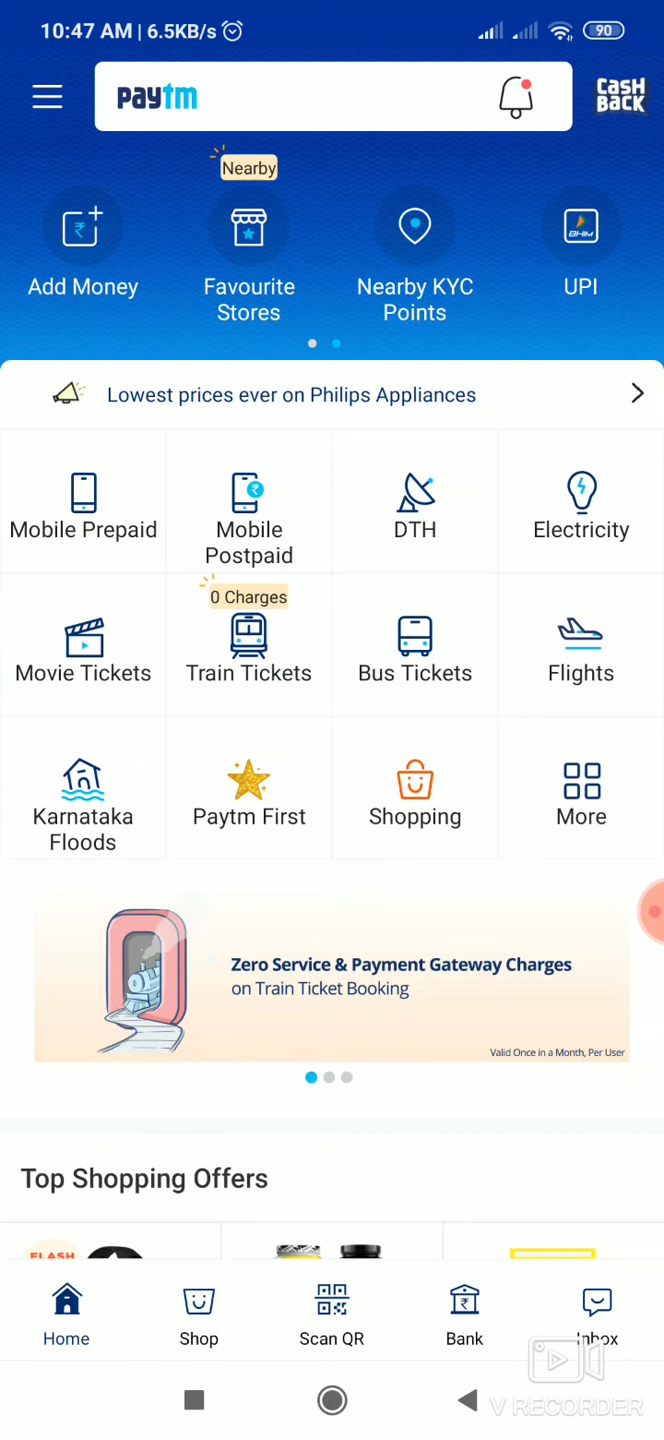 10:47 AM | 6.5KB/s
90
paytm
CASH
BACK
Nearby
Add Money
Favourite
Stores
Nearby KYC
Points
BHIM
UPI
Lowest prices ever on Philips Appliances
Mobile Prepaid
Mobile
Postpaid
DTH
Electricity
0 Charges
Movie Tickets
Train Tickets
Bus Tickets
Flights
Karnataka
Floods
Paytm First
Shopping
More
Zero Service & Payment Gateway Charges
on Train Ticket Booking
Valid Once in a Month, Per User
Top Shopping Offers
FLASH
Home
Shop
Scan QR
Bank
Inbox
V RECORDER